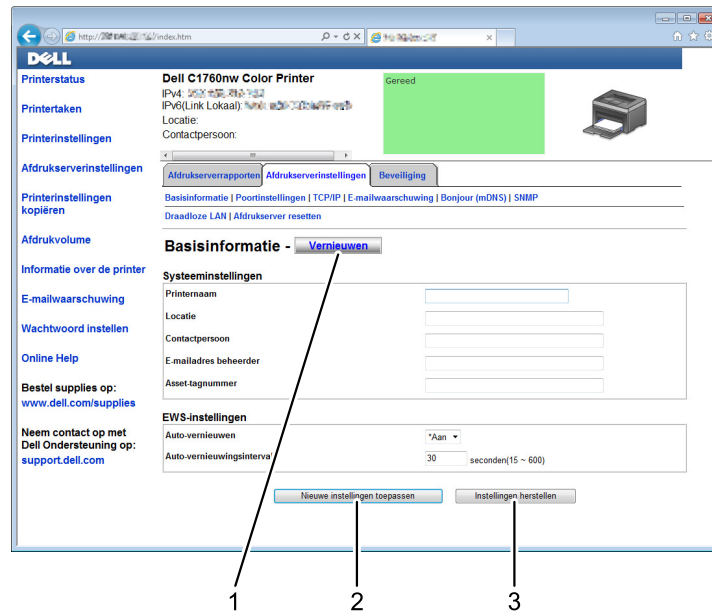 http:// /index.htm
DELL
Printerstatus
Printertaken
Printerinstellingen
Afdrukserverinstellingen
Printerinstellingen
kopiëren
Afdrukvolume
Informatie over de printer
E-mailwaarschuwing
Wachtwoord instellen
Online Help
Bestel supplies op:
www.dell.com/supplies
Neem contact op met
Dell Ondersteuning op:
support.dell.com
Dell C1760nw Color Printer
IPv4:
IPv6(Link Lokaal):
Locatie:
Contactpersoon:
Gereed
Afdrukserverrapporten Afdrukserverinstellingen Beveiliging
Basisinformatie | Poortinstellingen | TCP/IP | E-mailwaarschuwing | Bonjour (mDNS) | SNMP
Draadloze LAN | Afdrukserver resetten
Basisinformatie - Vernieuwen
Systeeminstellingen
Printernaam
Locatie
Contactpersoon
E-mailadres beheerder
Asset-tagnummer
EWS-instellingen
Auto-vernieuwen *Aan
Auto-vernieuwingsinterval 30 seconden(15 ~ 600)
Nieuwe instellingen toepassen Instellingen herstellen
1 2 3